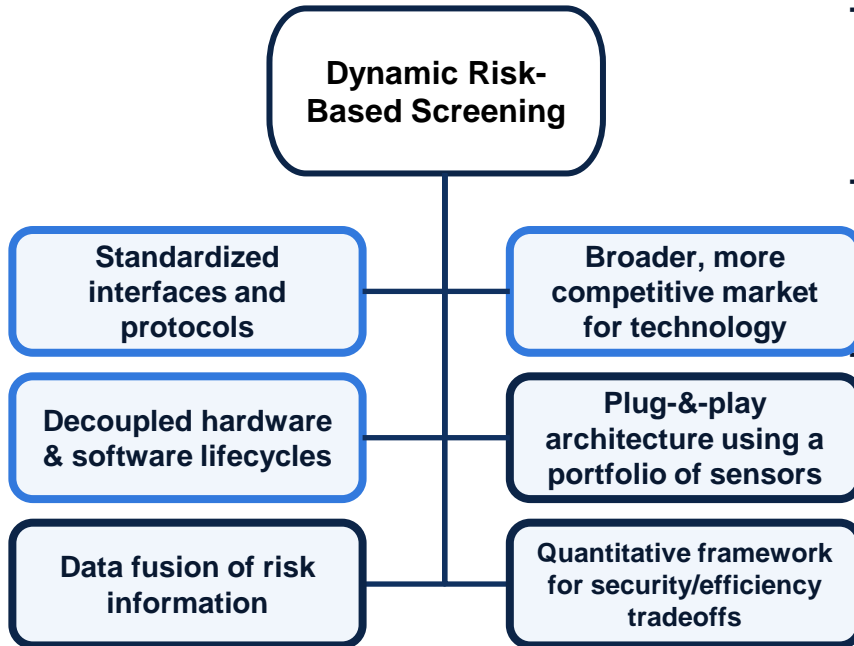 Dynamic Risk-
Based Screening
Standardized
interfaces and
protocols
Broader, more
competitive market
for technology
Decoupled hardware
& software lifecycles
Plug-&-play
architecture using a
portfolio of sensors
Data fusion of risk
information
Quantitative framework
for security/efficiency
tradeoffs